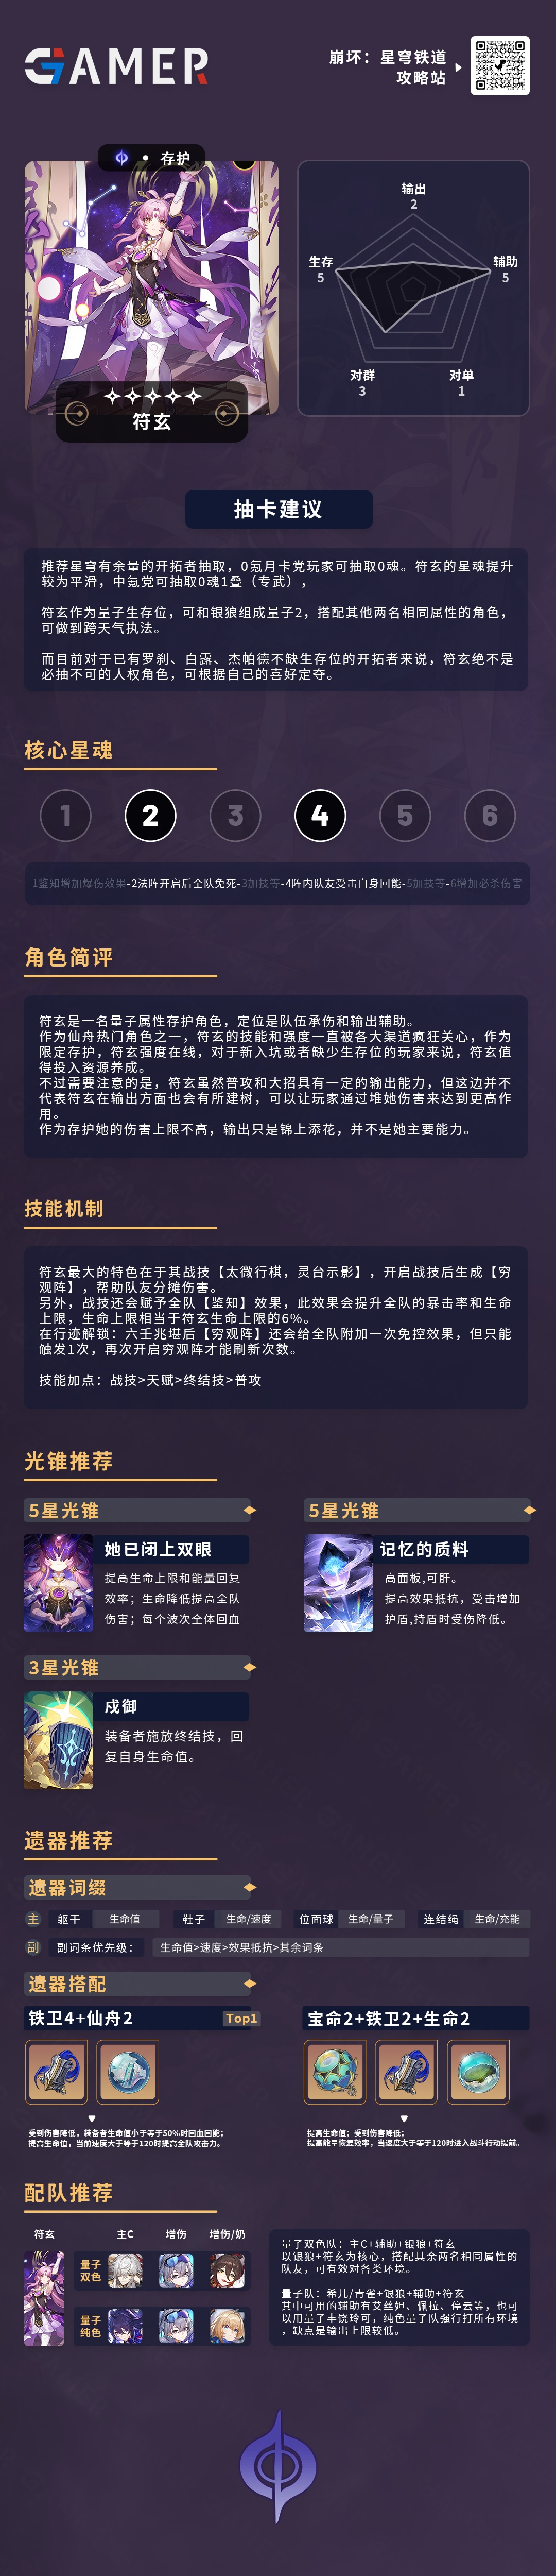 GAMER
崩坏：星穹铁道
攻略站
存护
符玄
输出
2
生存
5
辅助
5
对群
3
对单
1
抽卡建议
推荐星穹有余量的开拓者抽取，0氪月卡党玩家可抽取0魂。符玄的星魂提升
较为平滑，中氪党可抽取0魂1叠（专武），
符玄作为量子生存位，可和银狼组成量子2，搭配其他两名相同属性的角色，
可做到跨天气执法。
而目前对于已有罗刹、白露、杰帕德不缺生存位的开拓者来说，符玄绝不是
必抽不可的人权角色，可根据自己的喜好定夺。
核心星魂
1 2 3 4 5 6
1鉴知增加爆伤效果-2法阵开启后全队免死-3加技等-4阵内队友受击自身回能-5加技等-6增加必杀伤害
角色简评
符玄是一名量子属性存护角色，定位是队伍承伤和输出辅助。
作为仙舟热门角色之一，符玄的技能和强度一直被各大渠道疯狂关心，作为
限定存护，符玄强度在线，对于新入坑或者缺少生存位的玩家来说，符玄值
得投入资源养成。
不过需要注意的是，符玄虽然普攻和大招具有一定的输出能力，但这边并不
代表符玄在输出方面也会有所建树，可以让玩家通过堆她伤害来达到更高作
用。
作为存护她的伤害上限不高，输出只是锦上添花，并不是她主要能力。
技能机制
符玄最大的特色在于其战技【太微行棋，灵台示影】，开启战技后生成【穷
观阵】，帮助队友分摊伤害。
另外，战技还会赋予全队【鉴知】效果，此效果会提升全队的暴击率和生命
上限，生命上限相当于符玄生命上限的6%。
在行迹解锁：六壬兆堪后【穷观阵】还会给全队附加一次免控效果，但只能
触发1次，再次开启穷观阵才能刷新次数。
技能加点：战技>天赋>终结技>普攻
光锥推荐
5星光锥
她已闭上双眼
提高生命上限和能量回复
效率；生命降低提高全队
伤害；每个波次全体回血
5星光锥
记忆的质料
高面板,可肝。
提高效果抵抗，受击增加
护盾,持盾时受伤降低。
3星光锥
戍御
装备者施放终结技，回
复自身生命值。
遗器推荐
遗器词缀
主 躯干 生命值 鞋子 生命/速度 位面球 生命/量子 连结绳 生命/充能
副 副词条优先级： 生命值>速度>效果抵抗>其余词条
遗器搭配
铁卫4+仙舟2 Top1
受到伤害降低，装备者生命值小于等于50%时回血回能；
提高生命值，当前速度大于等于120时提高全队攻击力。
宝命2+铁卫2+生命2
提高生命值；受到伤害降低；
提高能量恢复效率，当速度大于等于120时进入战斗行动提前。
配队推荐
符玄 主C 增伤 增伤/奶
量子
双色
量子
纯色
量子双色队：主C+辅助+银狼+符玄
以银狼+符玄为核心，搭配其余两名相同属性的
队友，可有效对各类环境。
量子队：希儿/青雀+银狼+辅助+符玄
其中可用的辅助有艾丝妲、佩拉、停云等，也可
以用量子丰饶玲可，纯色量子队强行打所有环境
，缺点是输出上限较低。